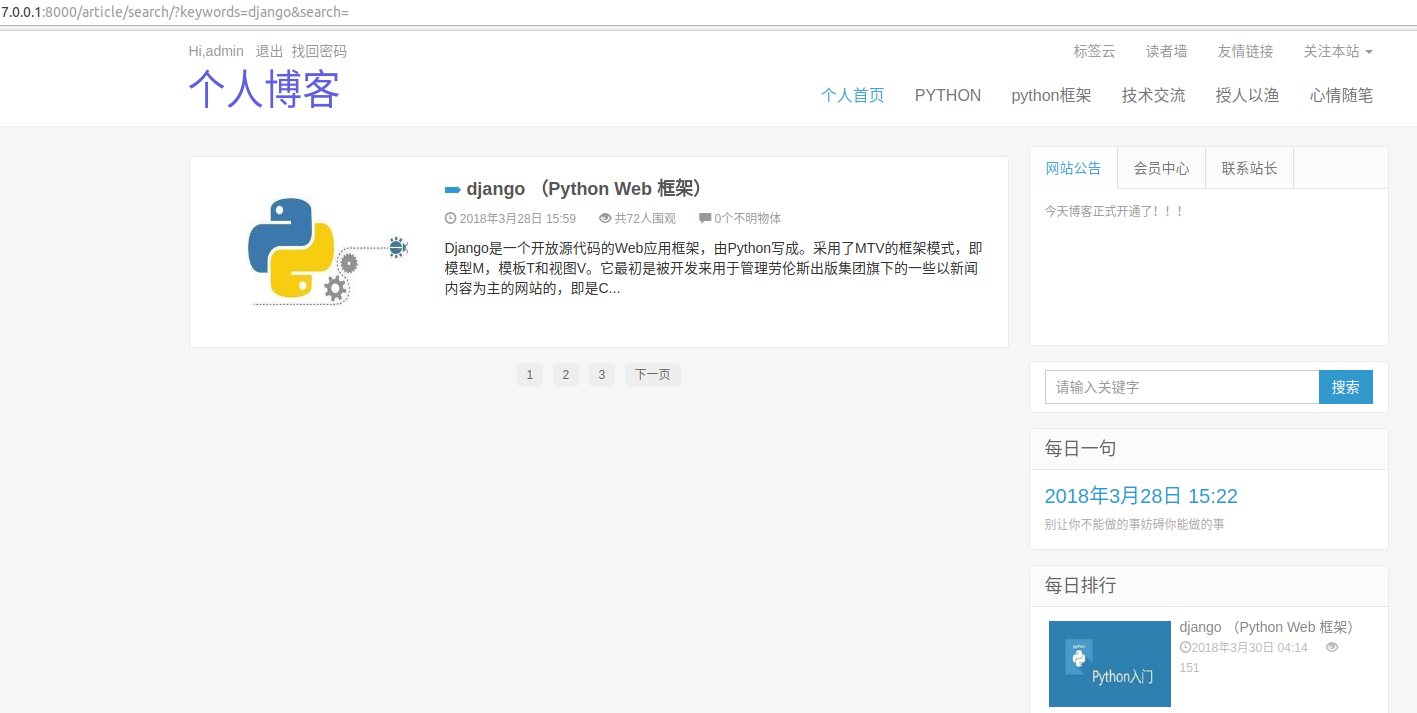 7.0.0.1:8000/article/search/?keywords=django&search=
Hi,admin 退出 找回密码
标签云 读者墙 友情链接 关注本站
个人博客
个人首页 PYTHON python框架 技术交流 授人以渔 心情随笔
django （Python Web 框架）
2018年3月28日 15:59 共72人围观 0个不明物体
Django是一个开放源代码的Web应用框架，由Python写成。采用了MTV的框架模式，即
模型M，模板T和视图V。它最初是被开发来用于管理劳伦斯出版集团旗下的一些以新闻
内容为主的网站的，即是C...
1 2 3 下一页
网站公告 会员中心 联系站长
今天博客正式开通了！！！
请输入关键字 搜索
每日一句
2018年3月28日 15:22
别让你不能做的事妨碍你能做的事
每日排行
python
Python入门
django （Python Web 框架）
2018年3月30日 04:14
151